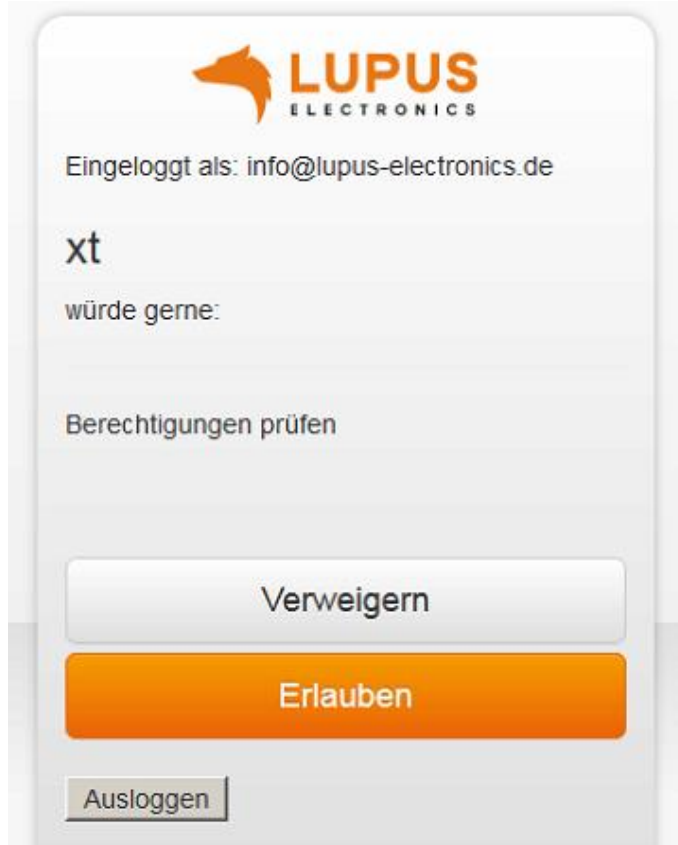 LUPUS
ELECTRONICS
Eingeloggt als: info@lupus-electronics.de
xt
würde gerne:
Berechtigungen prüfen
Verweigern
Erlauben
Ausloggen